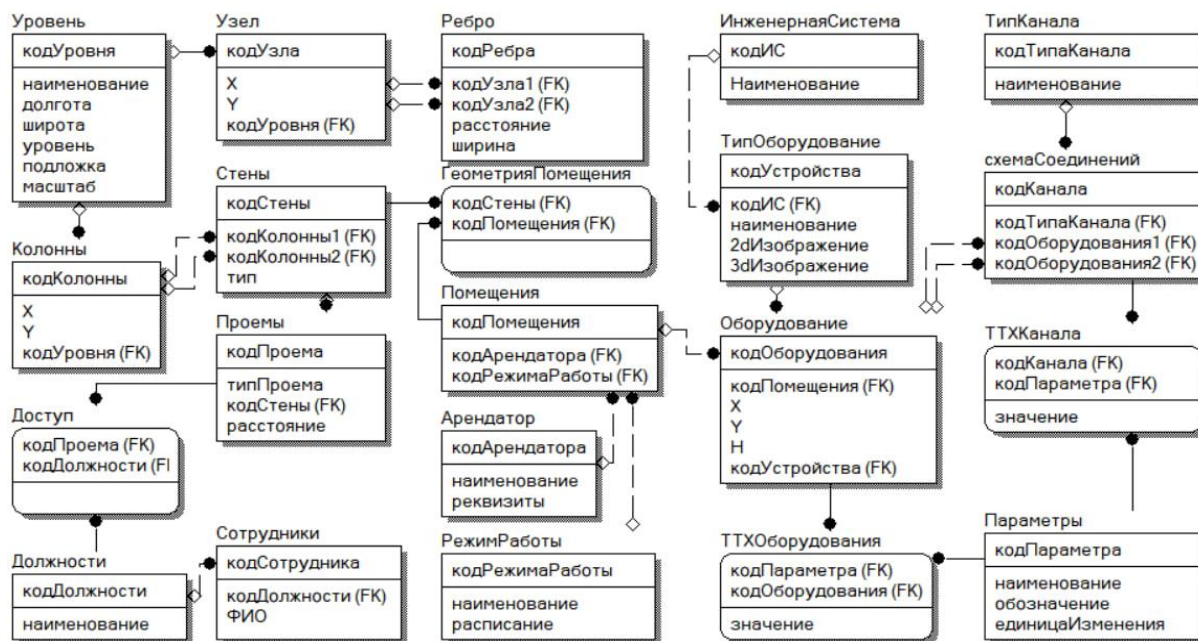 Уровень
кодУровня
наименование
долгота
широта
уровень
подложка
масштаб
Узел
кодУзла
X
Y
кодУровня (FK)
Ребро
кодРебра
кодУзла1 (FK)
кодУзла2 (FK)
расстояние
ширина
ИнженернаяСистема
кодИС
Наименование
ТипКанала
кодТипаКанала
наименование
Стены
кодСтены
кодКолонны1 (FK)
кодКолонны2 (FK)
тип
ГеометрияПомещения
кодСтены (FK)
кодПомещения (FK)
ТипОборудование
кодУстройства
кодИС (FK)
наименование
2dИзображение
3dИзображение
схемаСоединений
кодКанала
кодТипаКанала (FK)
кодОборудования1 (FK)
кодОборудования2 (FK)
Колонны
кодКолонны
X
Y
кодУровня (FK)
Проемы
кодПроема
типПроема
кодСтены (FK)
расстояние
Помещения
кодПомещения
кодАрендатора (FK)
кодРежимаРаботы (FK)
Оборудование
кодОборудования
кодПомещения (FK)
X
Y
H
кодУстройства (FK)
ТТХКанала
кодКанала (FK)
кодПараметра (FK)
значение
Доступ
кодПроема (FK)
кодДолжности (F
Арендатор
кодАрендатора
наименование
реквизиты
Должности
кодДолжности
наименование
Сотрудники
кодСотрудника
кодДолжности (FK)
ФИО
РежимРаботы
кодРежимаРаботы
наименование
расписание
ТТХОборудования
кодПараметра (FK)
кодОборудования (FK)
значение
Параметры
кодПараметра
наименование
обозначение
единицаИзменения